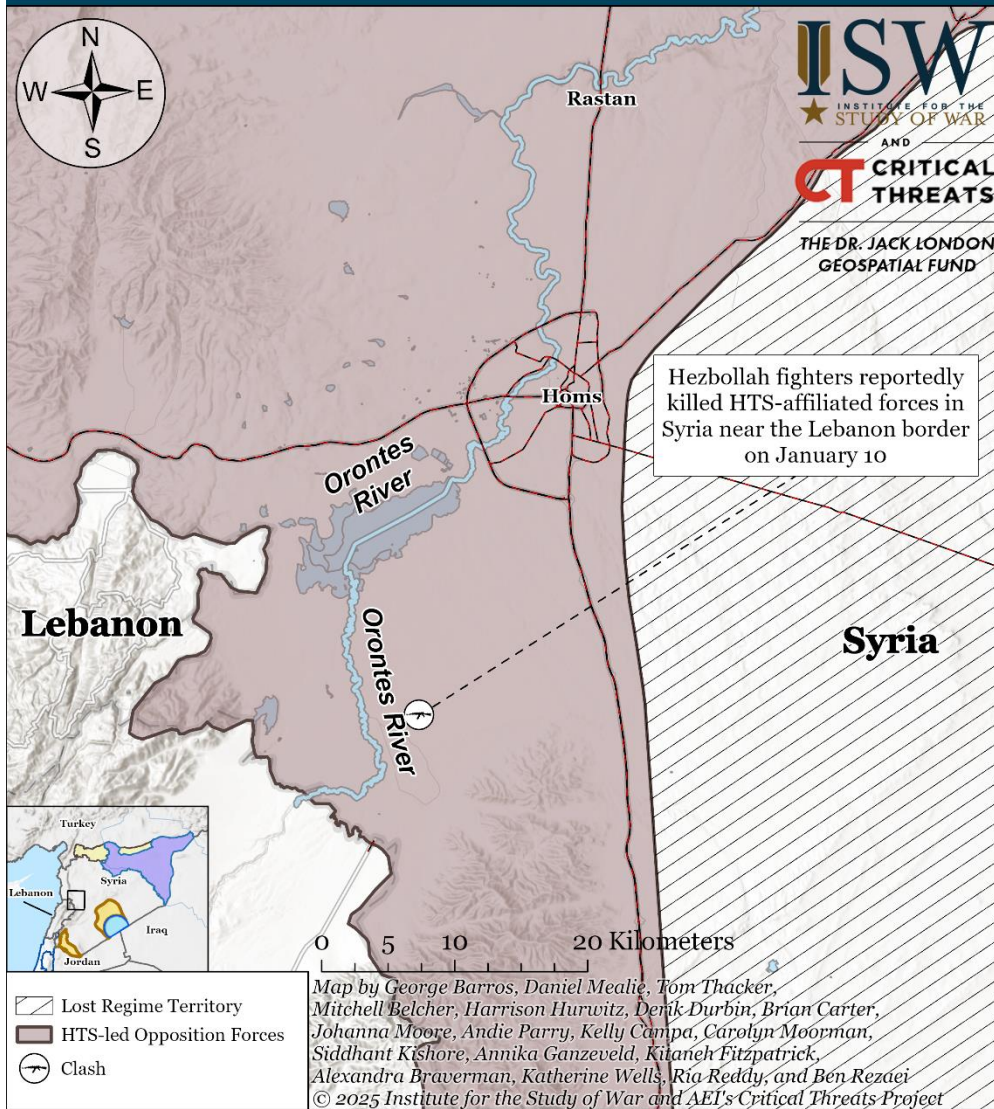 N
W
E
S
ISW
INSTITUTE FOR THE
STUDY OF WAR
AND
CT CRITICAL
THREATS
THE DR. JACK LONDON
GEOSPATIAL FUND
Rastan
Homs
Hezbollah fighters reportedly
killed HTS-affiliated forces in
Syria near the Lebanon border
on January 10
Orontes
River
Lebanon
Orontes River
Syria
Turkey
Syria
Lebanon
Iraq
Jordan
0 5 10 20 Kilometers
Lost Regime Territory
HTS-led Opposition Forces
Clash
Map by George Barros, Daniel Mealie, Tom Thacker,
Mitchell Belcher, Harrison Hurwitz, Derik Durbin, Brian Carter,
Johanna Moore, Andie Parry, Kelly Campa, Carolyn Moorman,
Siddhant Kishore, Annika Ganzeveld, Kitaneh Fitzpatrick,
Alexandra Braverman, Katherine Wells, Ria Reddy, and Ben Rezaei
© 2025 Institute for the Study of War and AEI's Critical Threats Project